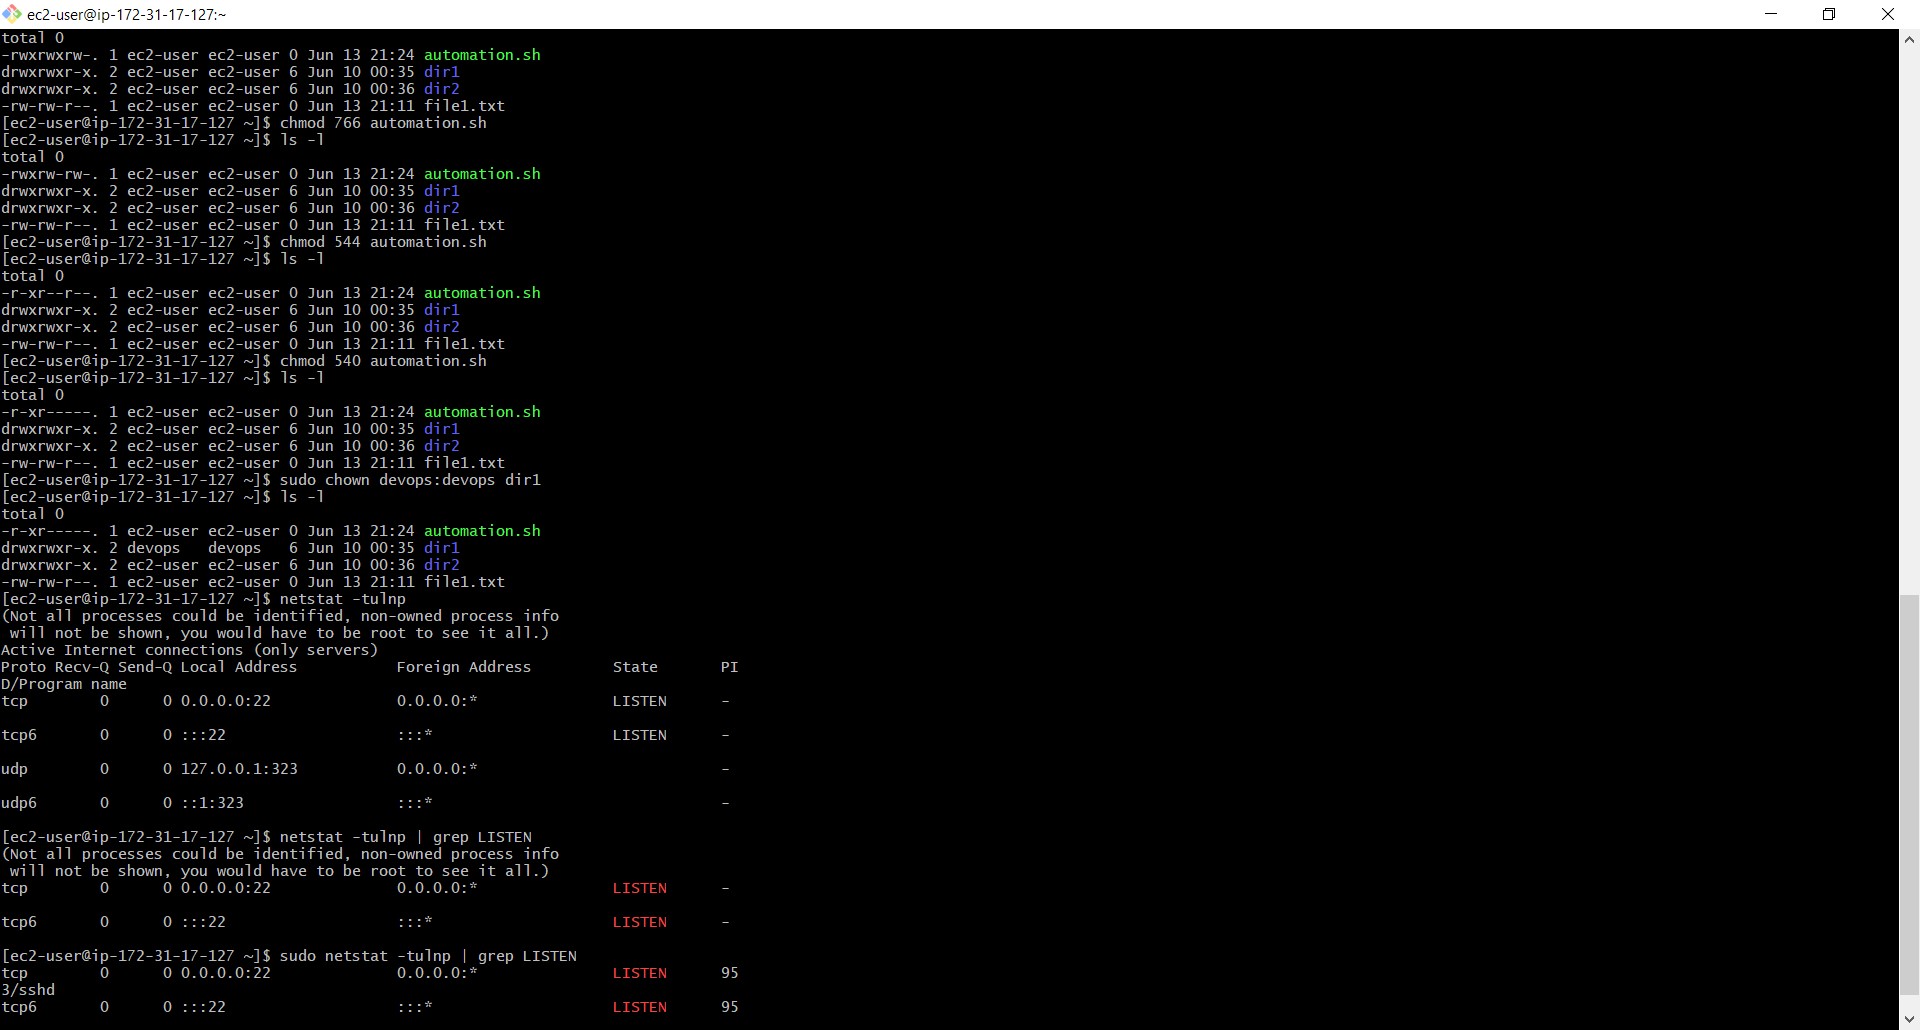 ec2-user@ip-172-31-17-127:~
total 0
-rwxrwxrw-. 1 ec2-user ec2-user 0 Jun 13 21:24 automation.sh
drwxrwxr-x. 2 ec2-user ec2-user 6 Jun 10 00:35 dir1
drwxrwxr-x. 2 ec2-user ec2-user 6 Jun 10 00:36 dir2
-rw-rw-r--. 1 ec2-user ec2-user 0 Jun 13 21:11 file1.txt
[ec2-user@ip-172-31-17-127 ~]$ chmod 766 automation.sh
[ec2-user@ip-172-31-17-127 ~]$ ls -l
total 0
-rwxrw-rw-. 1 ec2-user ec2-user 0 Jun 13 21:24 automation.sh
drwxrwxr-x. 2 ec2-user ec2-user 6 Jun 10 00:35 dir1
drwxrwxr-x. 2 ec2-user ec2-user 6 Jun 10 00:36 dir2
-rw-rw-r--. 1 ec2-user ec2-user 0 Jun 13 21:11 file1.txt
[ec2-user@ip-172-31-17-127 ~]$ chmod 544 automation.sh
[ec2-user@ip-172-31-17-127 ~]$ ls -l
total 0
-r-xr--r--. 1 ec2-user ec2-user 0 Jun 13 21:24 automation.sh
drwxrwxr-x. 2 ec2-user ec2-user 6 Jun 10 00:35 dir1
drwxrwxr-x. 2 ec2-user ec2-user 6 Jun 10 00:36 dir2
-rw-rw-r--. 1 ec2-user ec2-user 0 Jun 13 21:11 file1.txt
[ec2-user@ip-172-31-17-127 ~]$ chmod 540 automation.sh
[ec2-user@ip-172-31-17-127 ~]$ ls -l
total 0
-r-xr-----. 1 ec2-user ec2-user 0 Jun 13 21:24 automation.sh
drwxrwxr-x. 2 ec2-user ec2-user 6 Jun 10 00:35 dir1
drwxrwxr-x. 2 ec2-user ec2-user 6 Jun 10 00:36 dir2
-rw-rw-r--. 1 ec2-user ec2-user 0 Jun 13 21:11 file1.txt
[ec2-user@ip-172-31-17-127 ~]$ sudo chown devops:devops dir1
[ec2-user@ip-172-31-17-127 ~]$ ls -l
total 0
-r-xr-----. 1 ec2-user ec2-user 0 Jun 13 21:24 automation.sh
drwxrwxr-x. 2 devops   devops   6 Jun 10 00:35 dir1
drwxrwxr-x. 2 ec2-user ec2-user 6 Jun 10 00:36 dir2
-rw-rw-r--. 1 ec2-user ec2-user 0 Jun 13 21:11 file1.txt
[ec2-user@ip-172-31-17-127 ~]$ netstat -tulnp
(Not all processes could be identified, non-owned process info
 will not be shown, you would have to be root to see it all.)
Active Internet connections (only servers)
Proto Recv-Q Send-Q Local Address           Foreign Address         State       PI
D/Program name
tcp        0      0 0.0.0.0:22              0.0.0.0:*               LISTEN      -
tcp6       0      0 :::22                   :::*                    LISTEN      -
udp        0      0 127.0.0.1:323           0.0.0.0:*                           -
udp6       0      0 ::1:323                 :::*                                -
[ec2-user@ip-172-31-17-127 ~]$ netstat -tulnp | grep LISTEN
(Not all processes could be identified, non-owned process info
 will not be shown, you would have to be root to see it all.)
tcp        0      0 0.0.0.0:22              0.0.0.0:*               LISTEN      -
tcp6       0      0 :::22                   :::*                    LISTEN      -
[ec2-user@ip-172-31-17-127 ~]$ sudo netstat -tulnp | grep LISTEN
tcp        0      0 0.0.0.0:22              0.0.0.0:*               LISTEN      95
3/sshd
tcp6       0      0 :::22                   :::*                    LISTEN      95